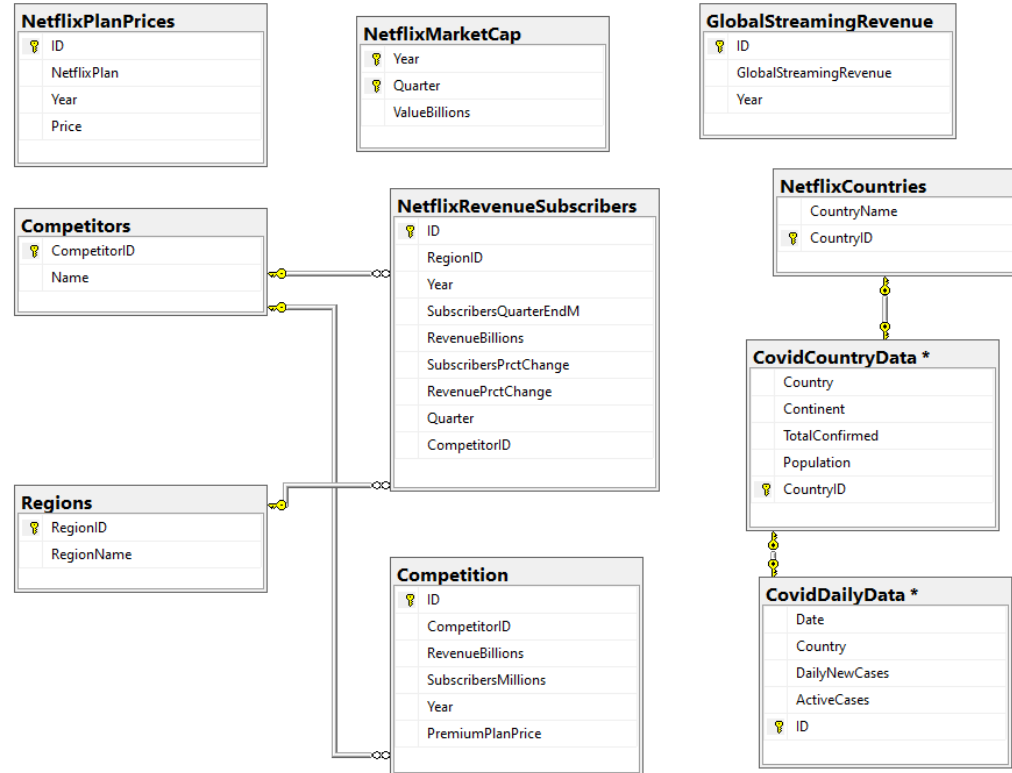 NetflixPlanPrices
ID
NetflixPlan
Year
Price
NetflixMarketCap
Year
Quarter
ValueBillions
GlobalStreamingRevenue
ID
GlobalStreamingRevenue
Year
Competitors
CompetitorID
Name
NetflixRevenueSubscribers
ID
RegionID
Year
SubscribersQuarterEndM
RevenueBillions
SubscribersPrctChange
RevenuePrctChange
Quarter
CompetitorID
NetflixCountries
CountryName
CountryID
CovidCountryData *
Country
Continent
TotalConfirmed
Population
CountryID
Regions
RegionID
RegionName
Competition
ID
CompetitorID
RevenueBillions
SubscribersMillions
Year
PremiumPlanPrice
CovidDailyData *
Date
Country
DailyNewCases
ActiveCases
ID